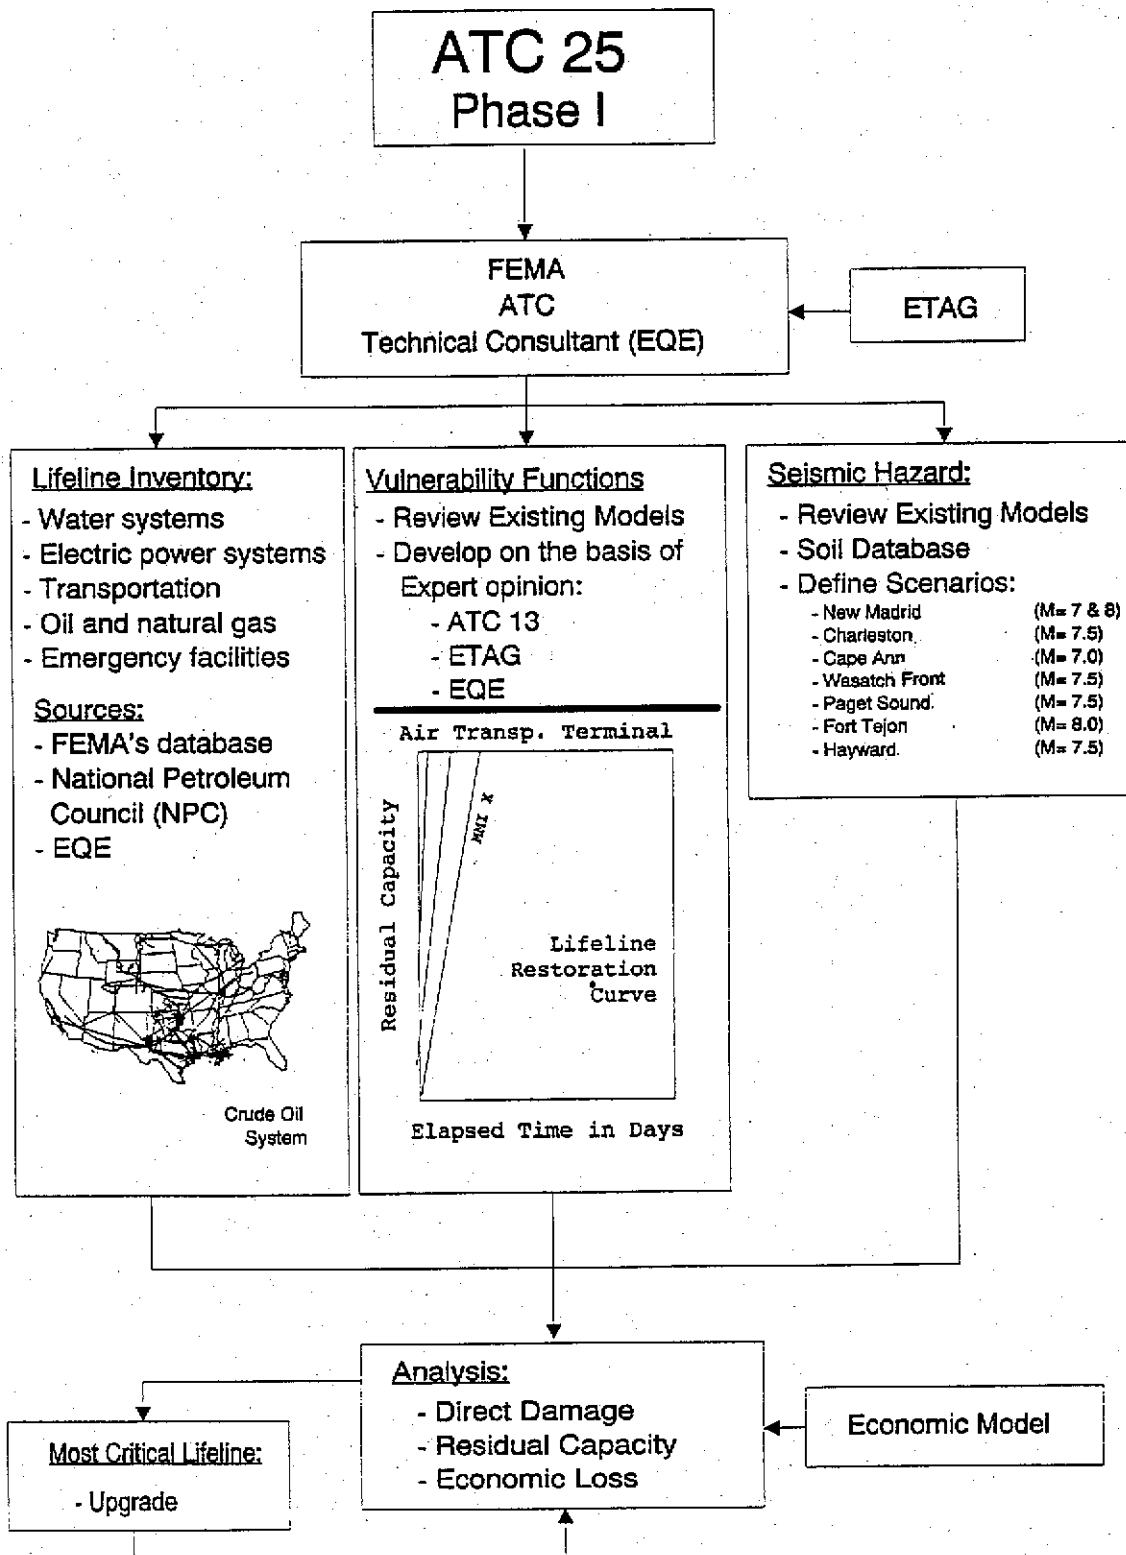 ATC 25
Phase I
FEMA
ATC
Technical Consultant (EQE)
ETAG
Lifeline Inventory:
- Water systems
- Electric power systems
- Transportation
- Oil and natural gas
- Emergency facilities
Sources:
- FEMA's database
- National Petroleum
Council (NPC)
- EQE
Crude Oil
System
Vulnerability Functions
- Review Existing Models
- Develop on the basis of
Expert opinion:
- ATC 13
- ETAG
- EQE
Air Transp. Terminal
Residual Capacity
MMI X
Lifeline
Restoration
Curve
Elapsed Time in Days
Seismic Hazard:
- Review Existing Models
- Soil Database
- Define Scenarios:
- New Madrid (M= 7 & 8)
- Charleston (M= 7.5)
- Cape Ann (M= 7.0)
- Wasatch Front (M= 7.5)
- Paget Sound (M= 7.5)
- Fort Tejon (M= 8.0)
- Hayward (M= 7.5)
Analysis:
- Direct Damage
- Residual Capacity
- Economic Loss
Economic Model
Most Critical Lifeline:
- Upgrade